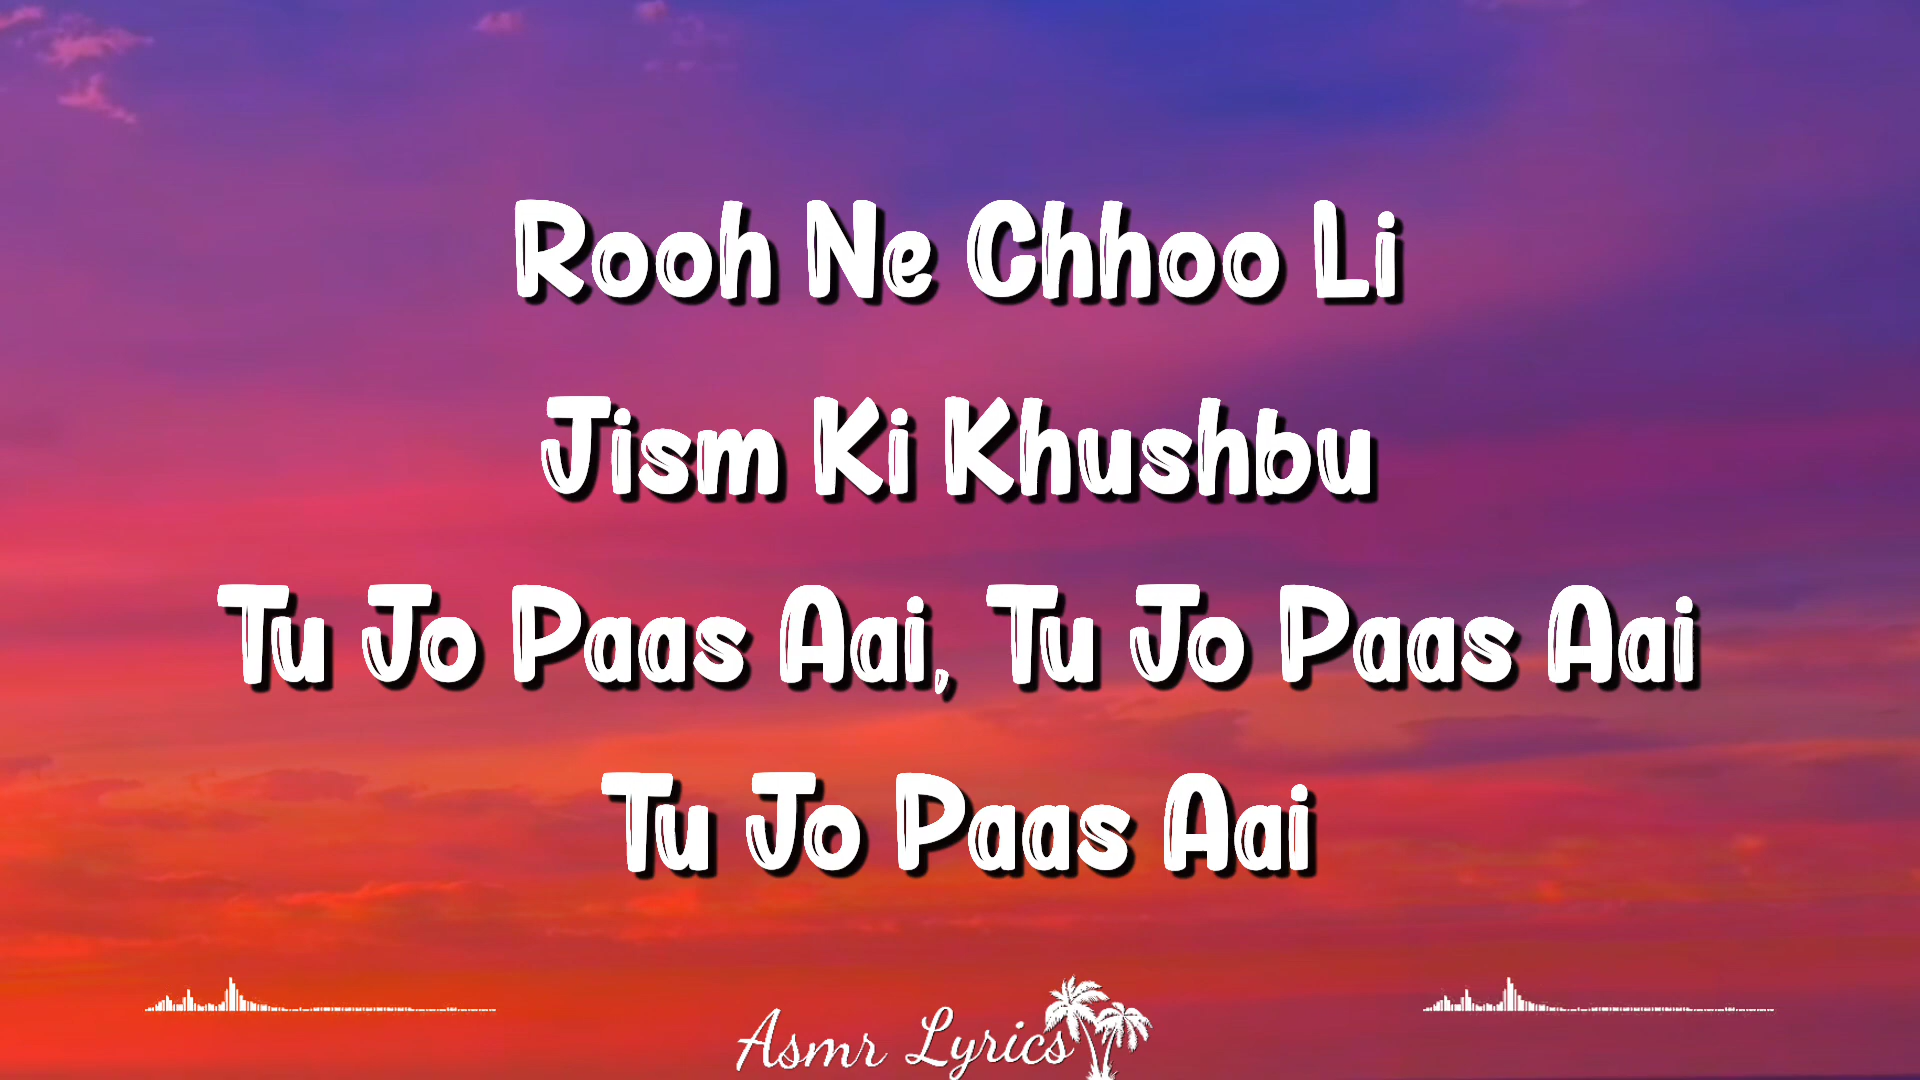 Rooh Ne Chhoo Li
Jism Ki Khushbu
Tu Jo Paas Aai, Tu Jo Paas Aai
Tu Jo Paas Aai
Asmr Lyrics